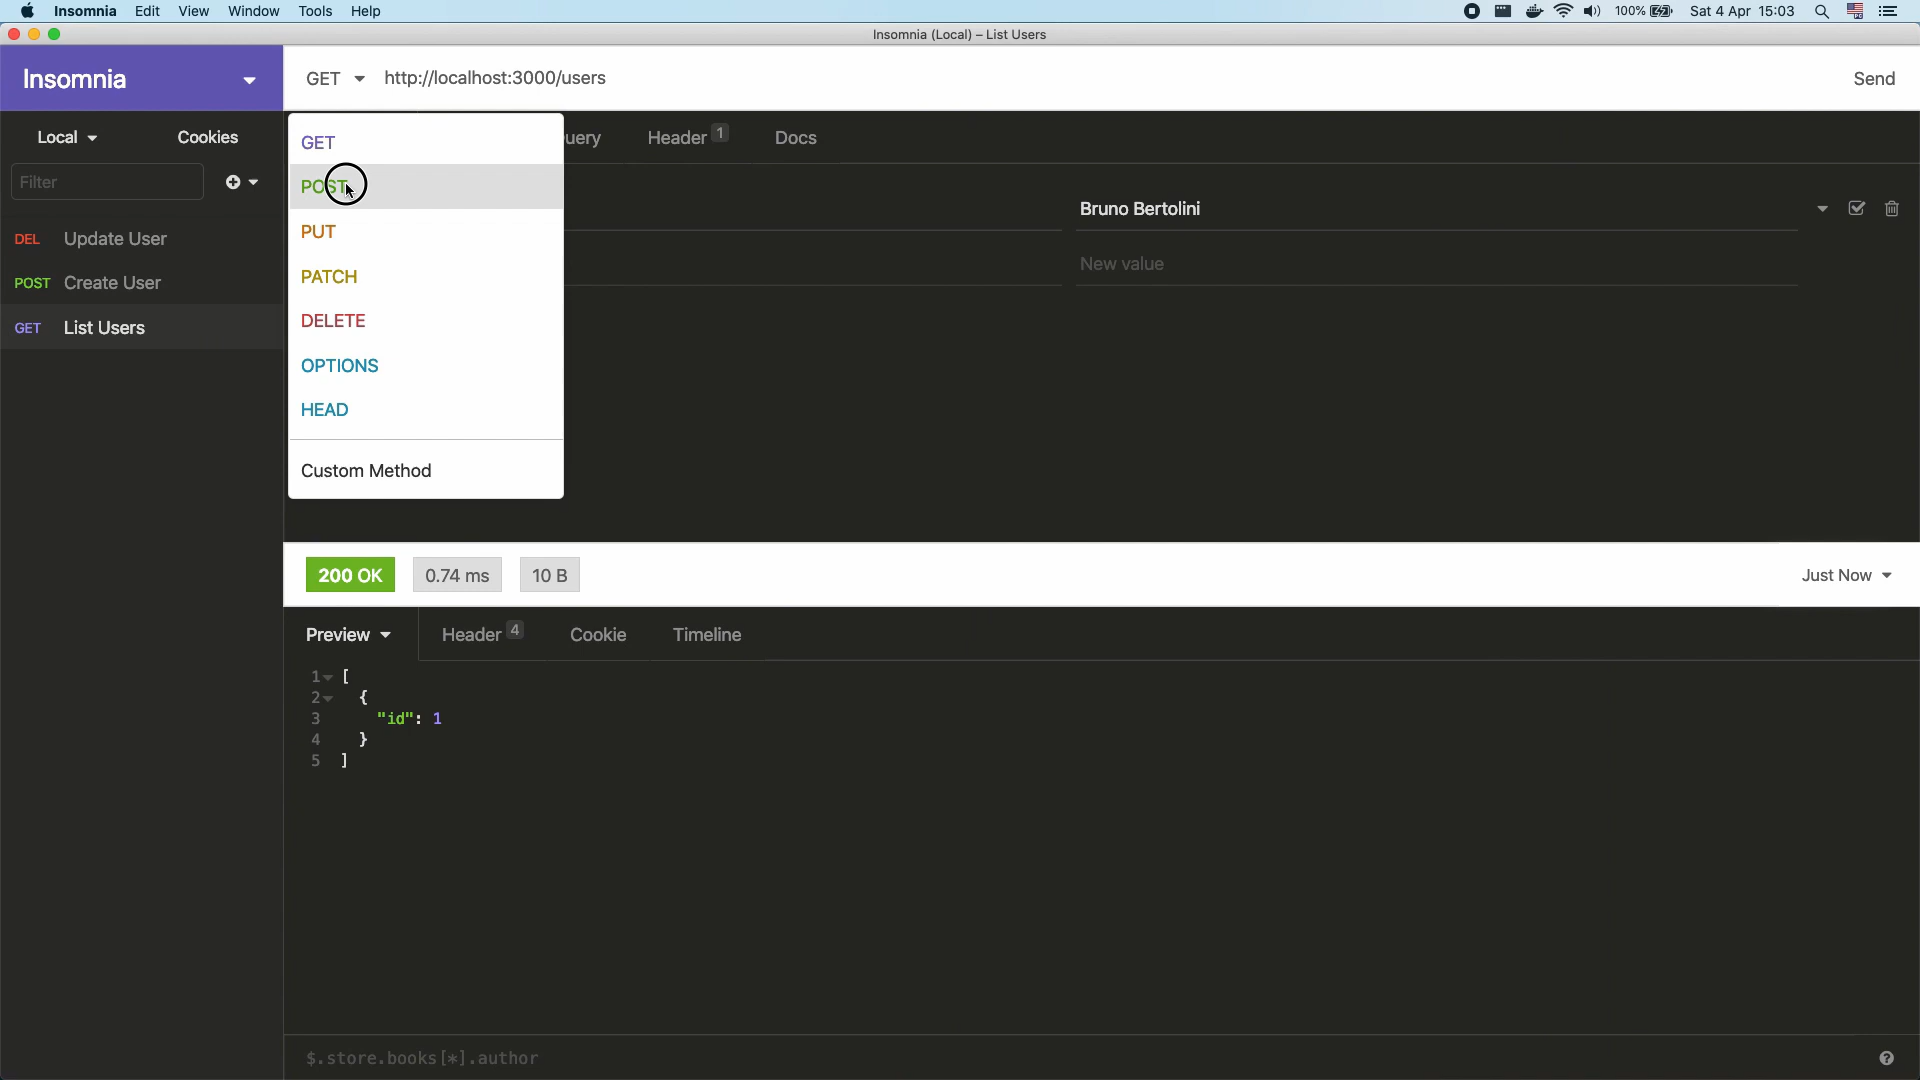 Insomnia Edit View Window Tools Help 100% Sat 4 Apr 15:03
Insomnia (Local) – List Users
Insomnia
GET http://localhost:3000/users Send
Local Cookies
Filter
DEL Update User
POST Create User
GET List Users
GET
POST
PUT
PATCH
DELETE
OPTIONS
HEAD
Custom Method
Header 1 Docs
Bruno Bertolini
New value
200 OK 0.74 ms 10 B Just Now
Preview Header 4 Cookie Timeline
1 [
2 {
3 "id": 1
4 }
5 ]
$.store.books[*].author